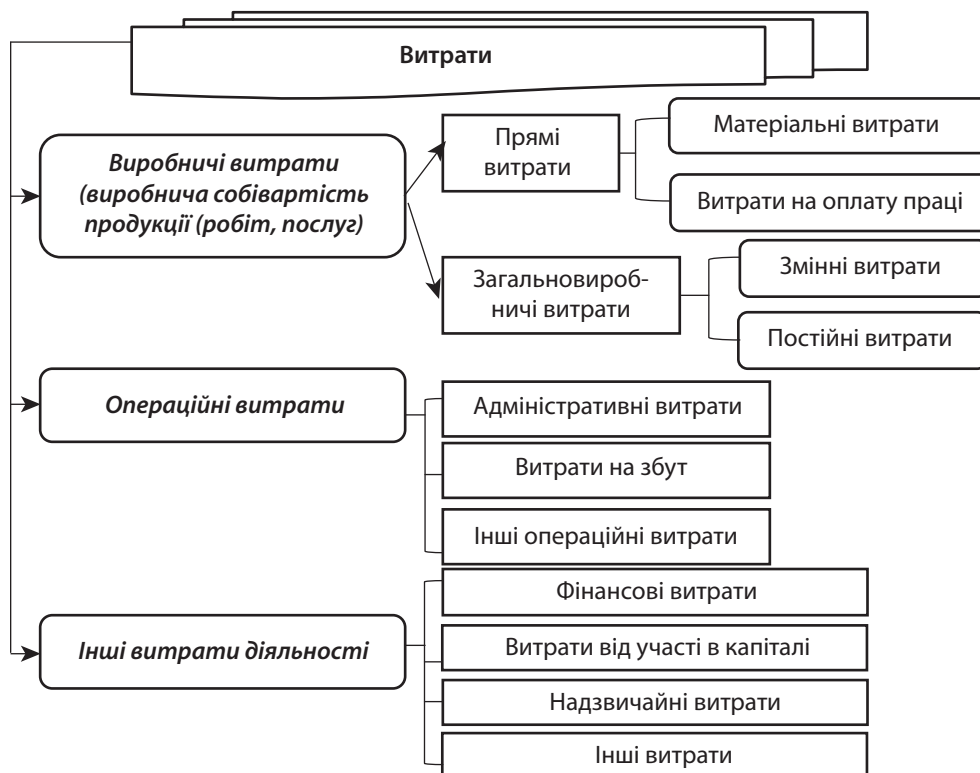 Витрати
Виробничі витрати
(виробнича собівартість
продукції (робіт, послуг)
Прямі
витрати
Матеріальні витрати
Витрати на оплату праці
Загальновироб-
ничі витрати
Змінні витрати
Постійні витрати
Операційні витрати
Адміністративні витрати
Витрати на збут
Інші операційні витрати
Інші витрати діяльності
Фінансові витрати
Витрати від участі в капіталі
Надзвичайні витрати
Інші витрати